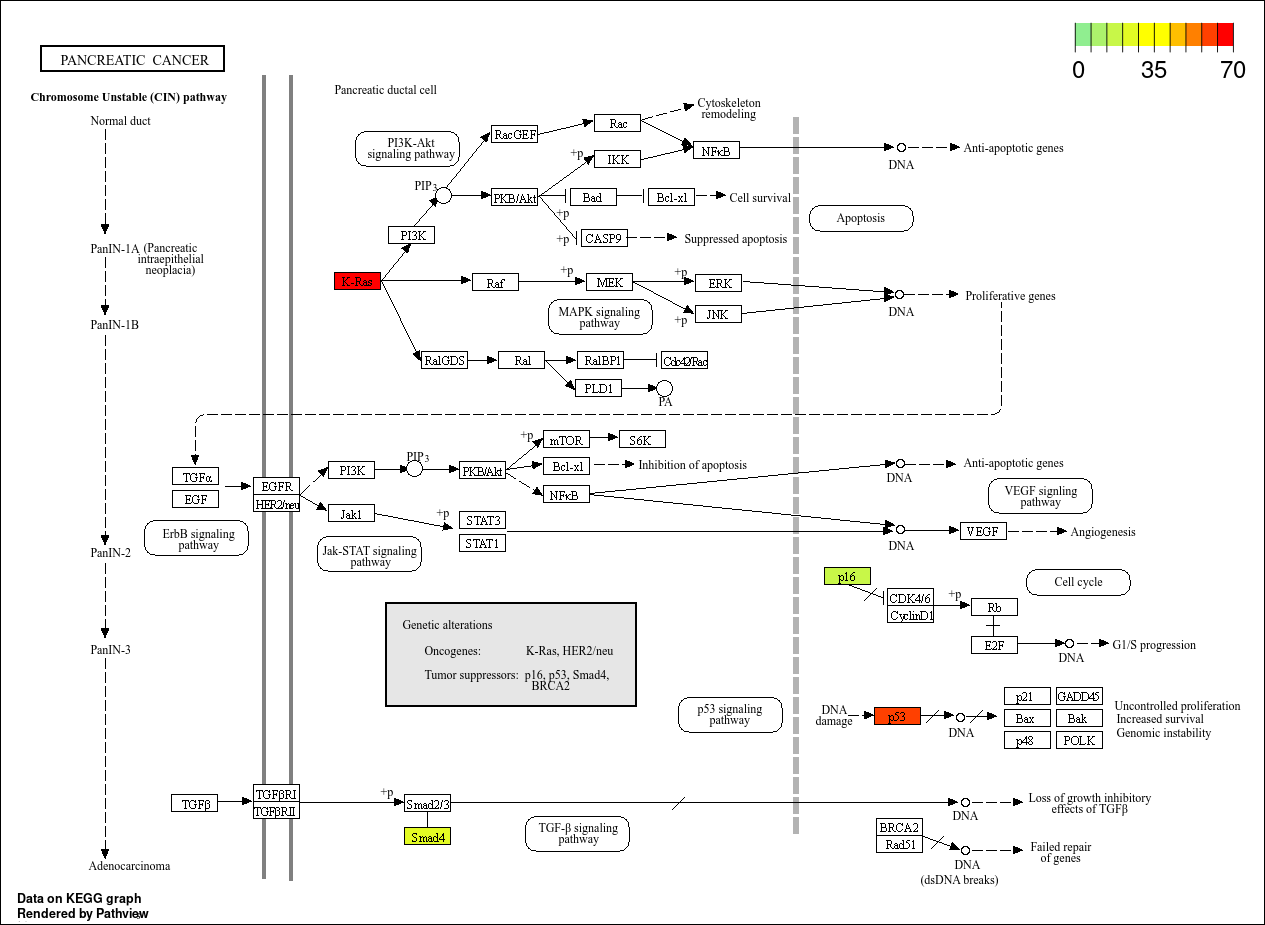 PANCREATIC CANCER
0 35 70
Chromosome Unstable (CIN) pathway
Pancreatic ductal cell
Normal duct
PanIN-1A (Pancreatic
intraepithelial
neoplacia)
PanIN-1B
PanIN-2
PanIN-3
Adenocarcinoma
PI3K-Akt
signaling pathway
RacGEF
Rac
Cytoskeleton
remodeling
+p
IKK
NFκB
DNA
Anti-apoptotic genes
PIP3
PKB/Akt
Bad
Bcl-xl
Cell survival
+p
Apoptosis
PI3K
+p
CASP9
Suppressed apoptosis
K-Ras
Raf
+p
MEK
+p
ERK
DNA
Proliferative genes
MAPK signaling
pathway
+p
JNK
RalGDS
Ral
RalBP1
Cdc42/Rac
PLD1
PA
TGFα
EGF
EGFR
HER2/neu
ErbB signaling
pathway
PI3K
PIP3
PKB/Akt
+p
mTOR
S6K
Bcl-xl
Inhibition of apoptosis
NFκB
DNA
Anti-apoptotic genes
VEGF signling
pathway
Jak1
+p
STAT3
STAT1
DNA
VEGF
Angiogenesis
Jak-STAT signaling
pathway
p16
CDK4/6
CyclinD1
+p
Rb
Cell cycle
E2F
DNA
G1/S progression
Genetic alterations
Oncogenes: K-Ras, HER2/neu
Tumor suppressors: p16, p53, Smad4,
BRCA2
p53 signaling
pathway
DNA
damage
p53
DNA
p21
GADD45
Bax
Bak
p48
POLK
Uncontrolled proliferation
Increased survival
Genomic instability
TGFβ
TGFβRI
TGFβRII
+p
Smad2/3
Smad4
TGF-β signaling
pathway
DNA
Loss of growth inhibitory
effects of TGFβ
BRCA2
Rad51
DNA
(dsDNA breaks)
Failed repair
of genes
Data on KEGG graph
Rendered by Pathview